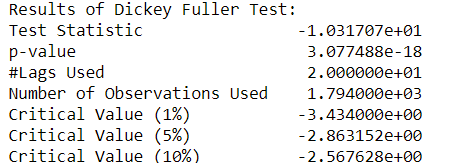 Results of Dickey Fuller Test:
Test Statistic -1.031707e+01
p-value 3.077488e-18
#Lags Used 2.000000e+01
Number of Observations Used 1.794000e+03
Critical Value (1%) -3.434000e+00
Critical Value (5%) -2.863152e+00
Critical Value (10%) -2.567628e+00